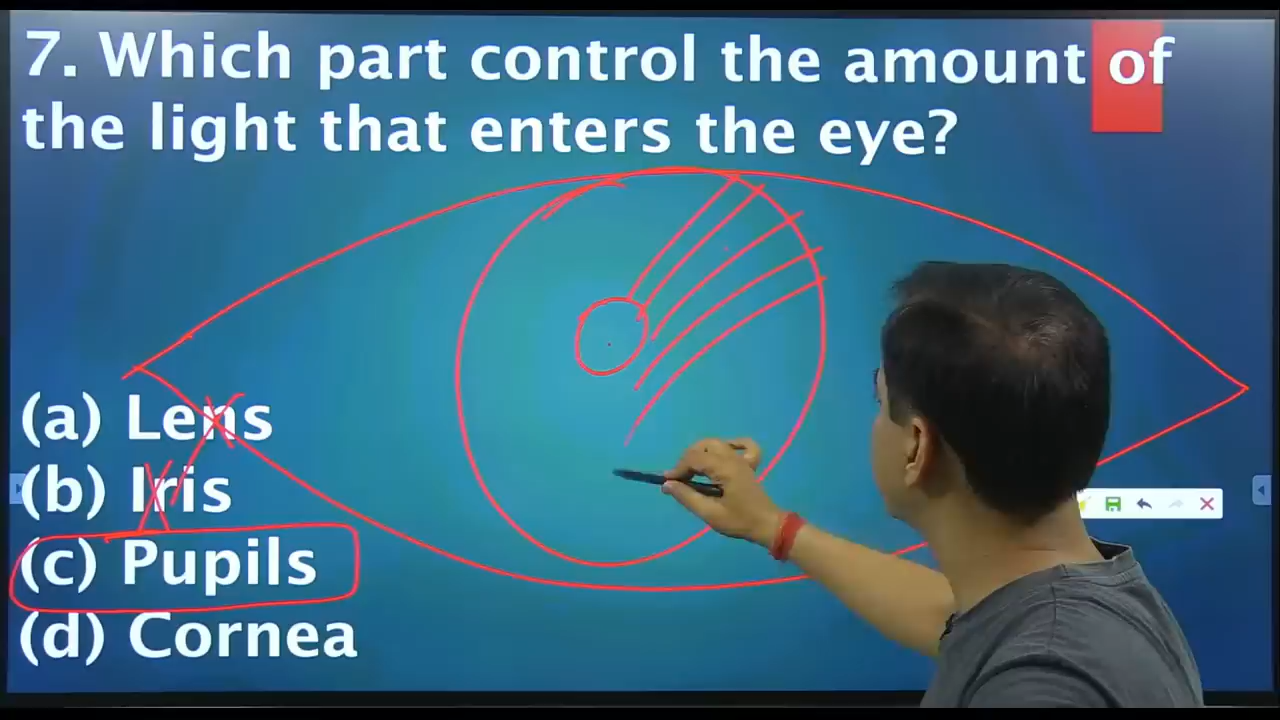 7. Which part control the amount of
the light that enters the eye?
(a) Lens
(b) Iris
(c) Pupils
(d) Cornea